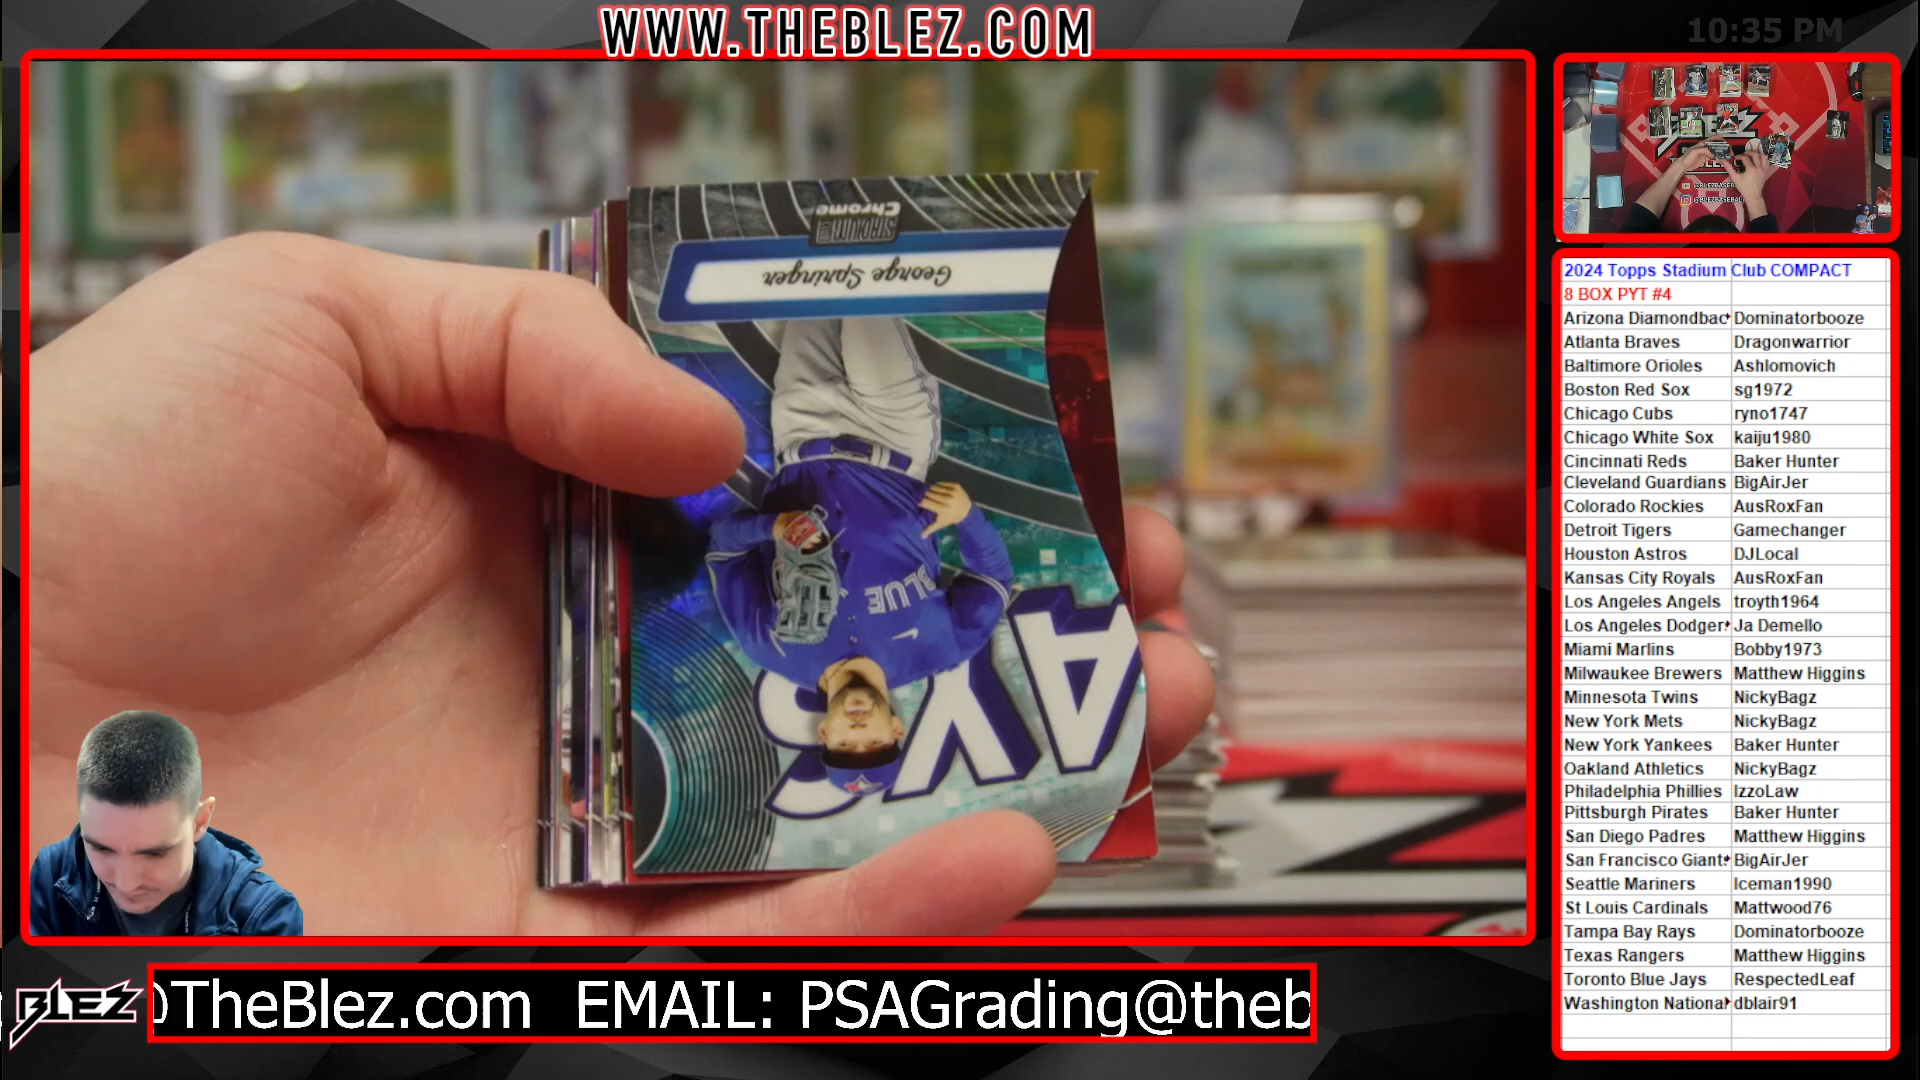 WWW.THEBLEZ.COM
10:35 PM
STADIUM
Chrome
George Springer
BLUE
AYS
BLEZ
@TheBlez.com EMAIL: PSAGrading@theb
2024 Topps Stadium Club COMPACT
8 BOX PYT #4
Arizona Diamondbac Dominatorbooze
Atlanta Braves Dragonwarrior
Baltimore Orioles Ashlomovich
Boston Red Sox sg1972
Chicago Cubs ryno1747
Chicago White Sox kaiju1980
Cincinnati Reds Baker Hunter
Cleveland Guardians BigAirJer
Colorado Rockies AusRoxFan
Detroit Tigers Gamechanger
Houston Astros DJLocal
Kansas City Royals AusRoxFan
Los Angeles Angels troyth1964
Los Angeles Dodger Ja Demello
Miami Marlins Bobby1973
Milwaukee Brewers Matthew Higgins
Minnesota Twins NickyBagz
New York Mets NickyBagz
New York Yankees Baker Hunter
Oakland Athletics NickyBagz
Philadelphia Phillies IzzoLaw
Pittsburgh Pirates Baker Hunter
San Diego Padres Matthew Higgins
San Francisco Giant BigAirJer
Seattle Mariners Iceman1990
St Louis Cardinals Mattwood76
Tampa Bay Rays Dominatorbooze
Texas Rangers Matthew Higgins
Toronto Blue Jays RespectedLeaf
Washington Nationa dblair91